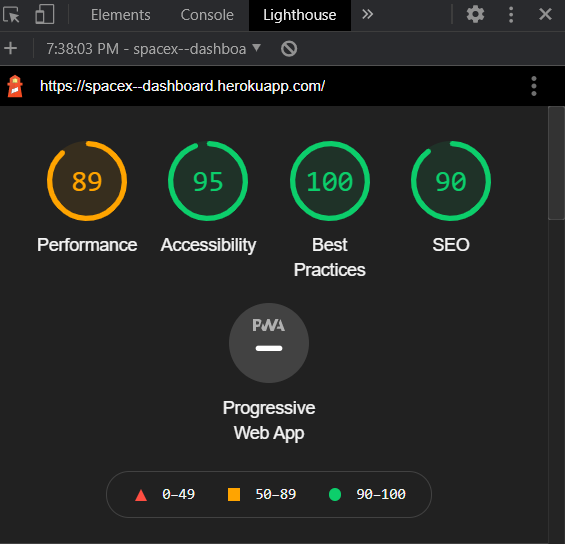 Elements Console Lighthouse
7:38:03 PM - spacex--dashboa
https://spacex--dashboard.herokuapp.com/
89 95 100 90
Performance Accessibility Best Practices SEO
PWA
Progressive
Web App
0–49 50–89 90–100